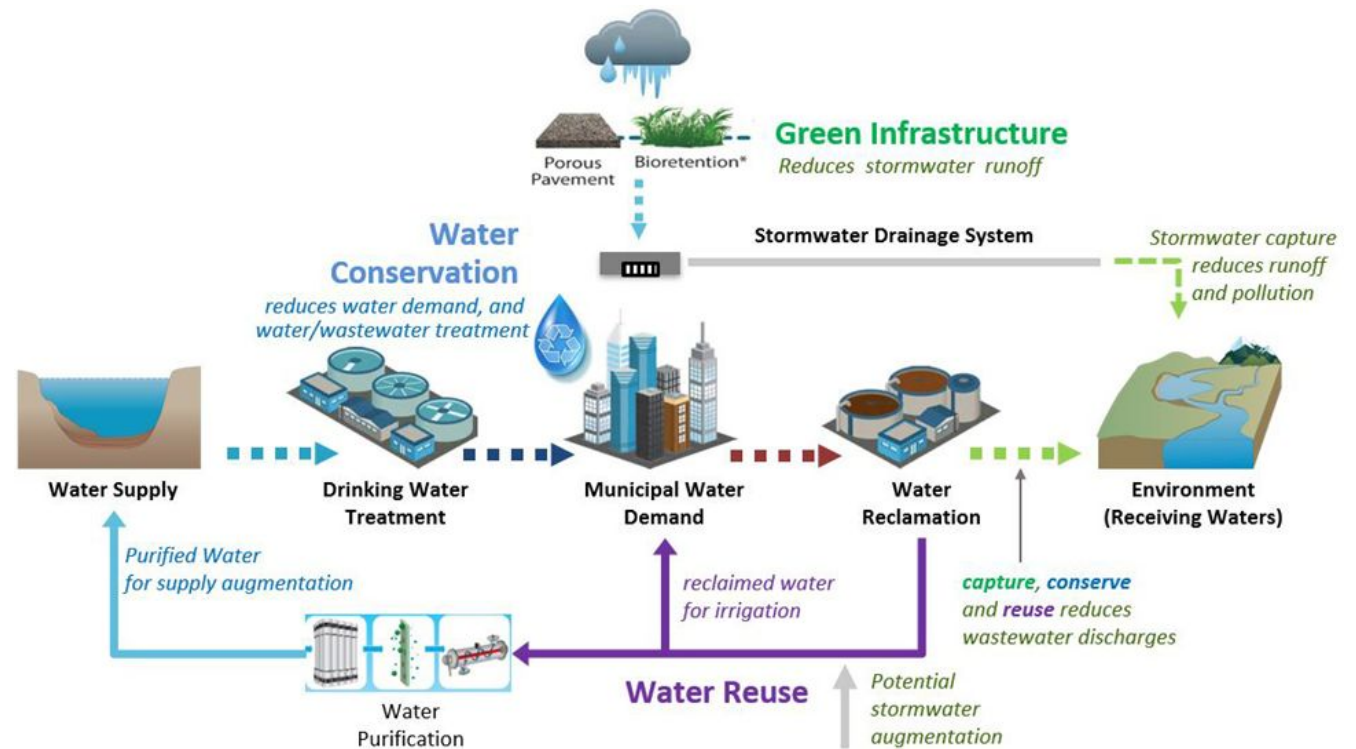 Porous
Pavement
Bioretention*
Green Infrastructure
Reduces stormwater runoff
Water
Conservation
reduces water demand, and
water/wastewater treatment
Stormwater Drainage System
Stormwater capture
reduces runoff
and pollution
Water Supply
Drinking Water
Treatment
Municipal Water
Demand
Water
Reclamation
Environment
(Receiving Waters)
Purified Water
for supply augmentation
reclaimed water
for irrigation
capture, conserve
and reuse reduces
wastewater discharges
Water Reuse
Water
Purification
Potential
stormwater
augmentation